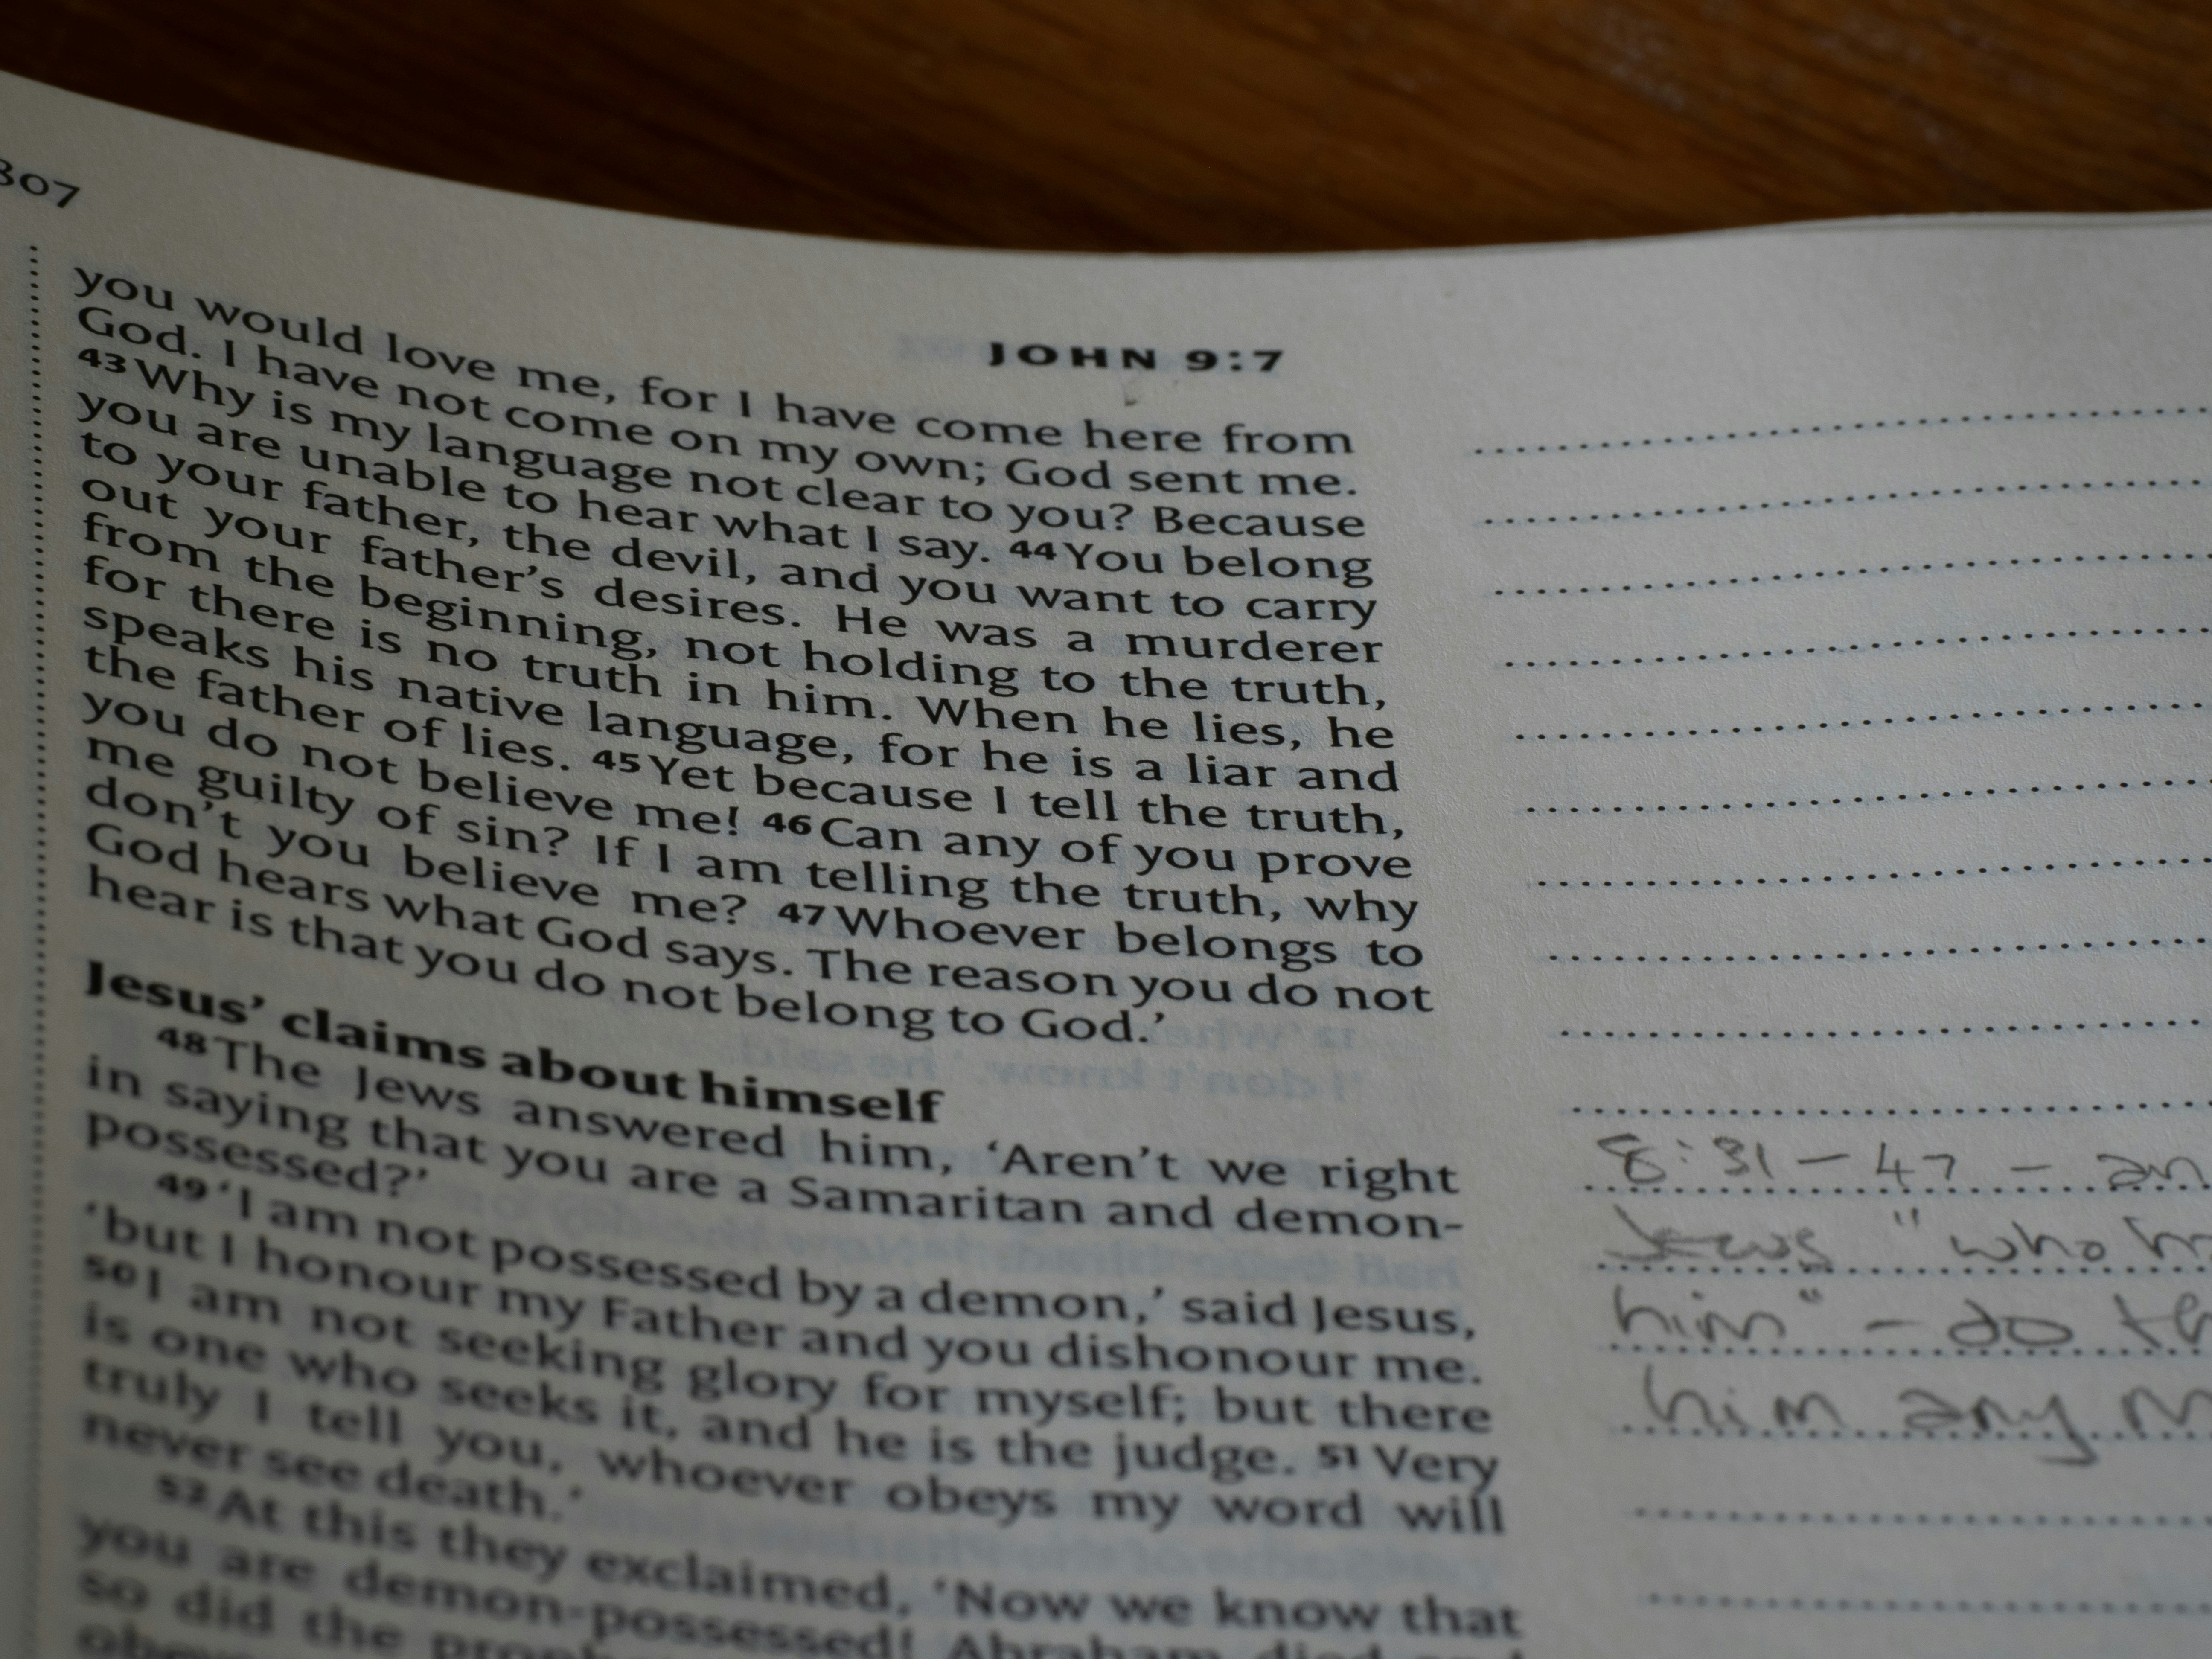 307
JOHN 9:7
you would love me, for I have come here from
God. I have not come on my own; God sent me.
43 Why is my language not clear to you? Because
you are unable to hear what I say. 44 You belong
to your father, the devil, and you want to carry
out your father’s desires. He was a murderer
from the beginning, not holding to the truth,
for there is no truth in him. When he lies, he
speaks his native language, for he is a liar and
the father of lies. 45 Yet because I tell the truth,
you do not believe me! 46 Can any of you prove
me guilty of sin? If I am telling the truth, why
don’t you believe me? 47 Whoever belongs to
God hears what God says. The reason you do not
hear is that you do not belong to God.’
Jesus’ claims about himself
48 The Jews answered him, ‘Aren’t we right
in saying that you are a Samaritan and demon-
possessed?’
49 ‘I am not possessed by a demon,’ said Jesus,
‘but I honour my Father and you dishonour me.
50 I am not seeking glory for myself; but there
is one who seeks it, and he is the judge. 51 Very
truly I tell you, whoever obeys my word will
never see death.’
52 At this they exclaimed, ‘Now we know that
you are demon-possessed! Abraham died and
so did the
8:31 – 47 –
Jews "who
him" – do
him any